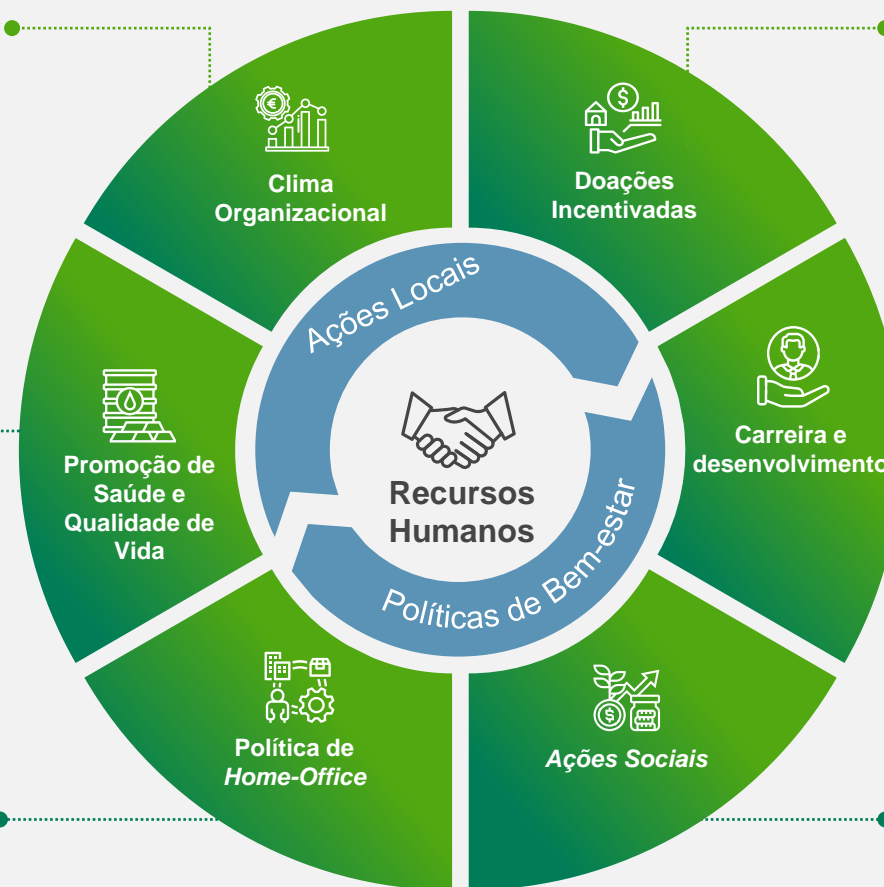 Clima
Organizacional
Doações
Incentivadas
Ações Locais
Carreira e
desenvolvimento
Promoção de
Saúde e
Qualidade de
Vida
Recursos
Humanos
Políticas de Bem-estar
Política de
Home-Office
Ações Sociais